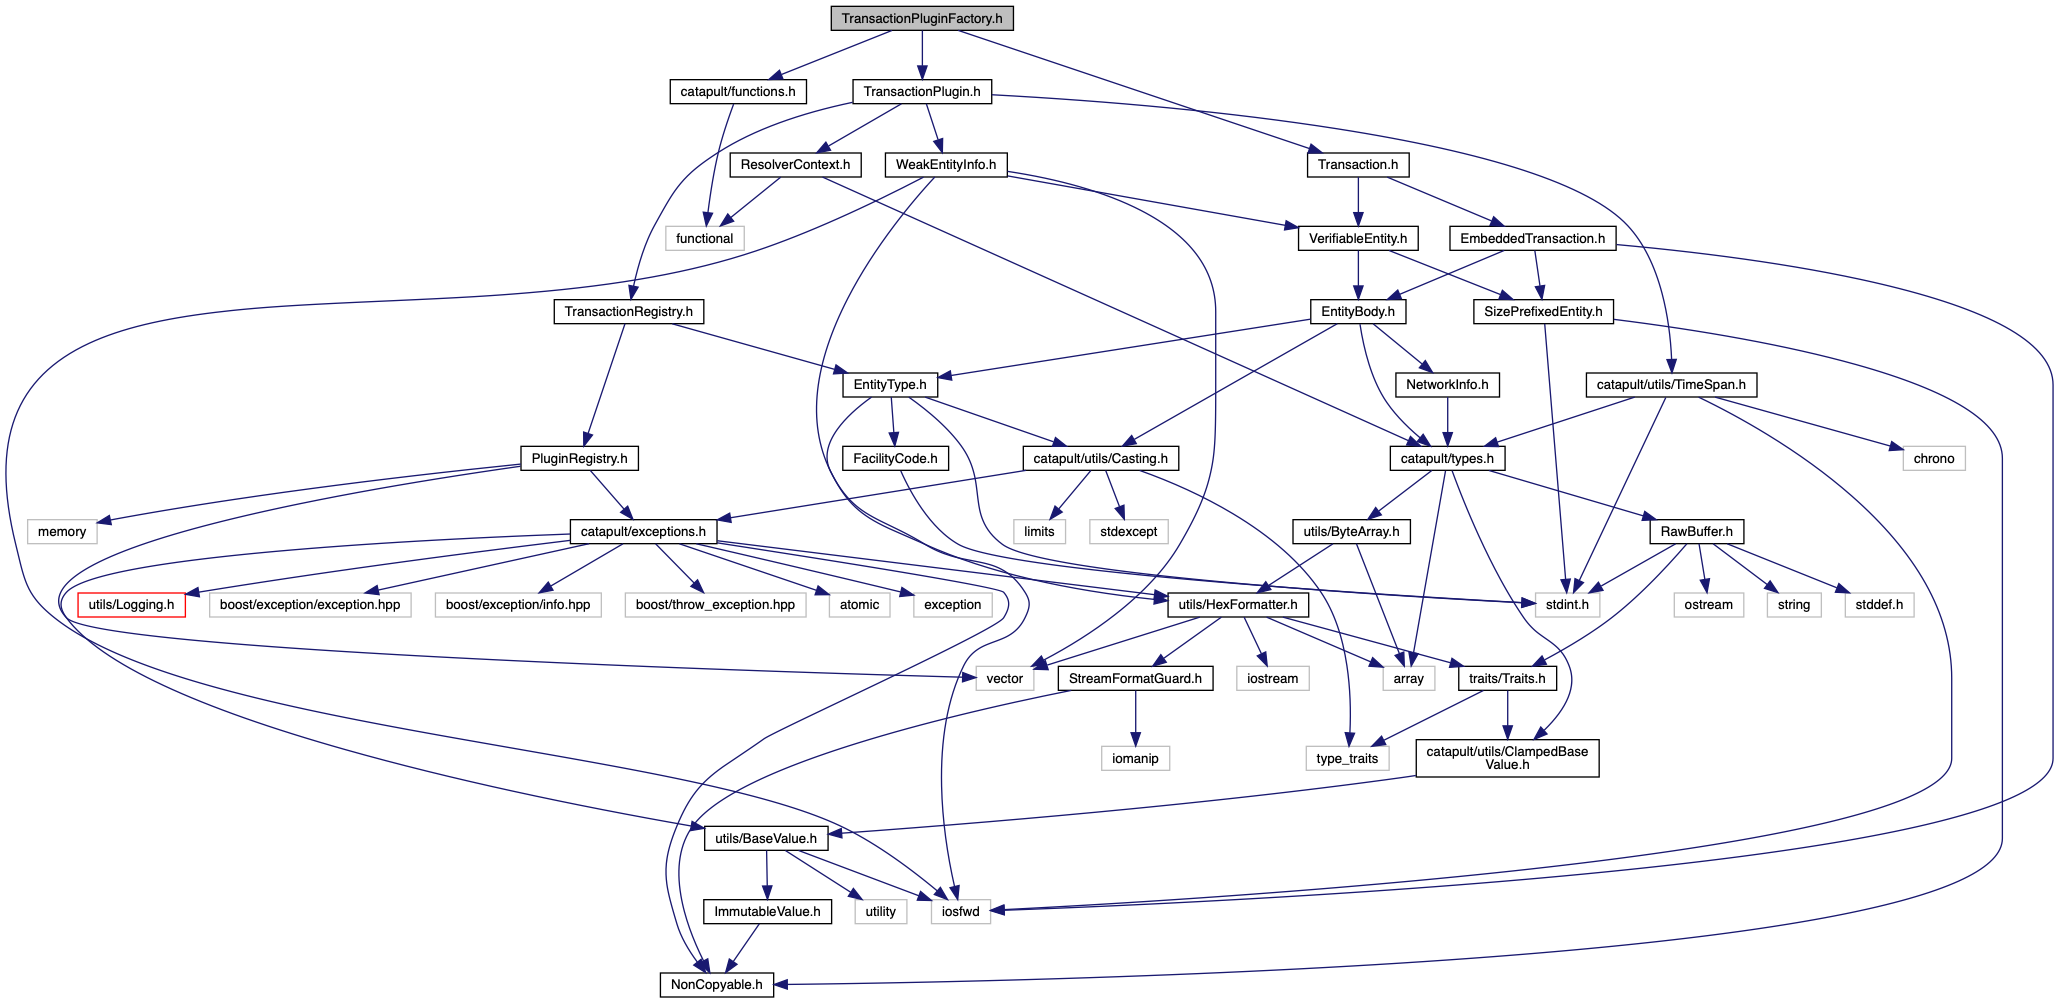 TransactionPluginFactory.h
catapult/functions.h
TransactionPlugin.h
ResolverContext.h
WeakEntityInfo.h
Transaction.h
functional
VerifiableEntity.h
EmbeddedTransaction.h
TransactionRegistry.h
EntityBody.h
SizePrefixedEntity.h
EntityType.h
NetworkInfo.h
catapult/utils/TimeSpan.h
PluginRegistry.h
FacilityCode.h
catapult/utils/Casting.h
catapult/types.h
chrono
memory
catapult/exceptions.h
limits
stdexcept
utils/ByteArray.h
RawBuffer.h
utils/Logging.h
boost/exception/exception.hpp
boost/exception/info.hpp
boost/throw_exception.hpp
atomic
exception
utils/HexFormatter.h
stdint.h
ostream
string
stddef.h
vector
StreamFormatGuard.h
iostream
array
traits/Traits.h
iomanip
type_traits
catapult/utils/ClampedBase
Value.h
utils/BaseValue.h
ImmutableValue.h
utility
iosfwd
NonCopyable.h